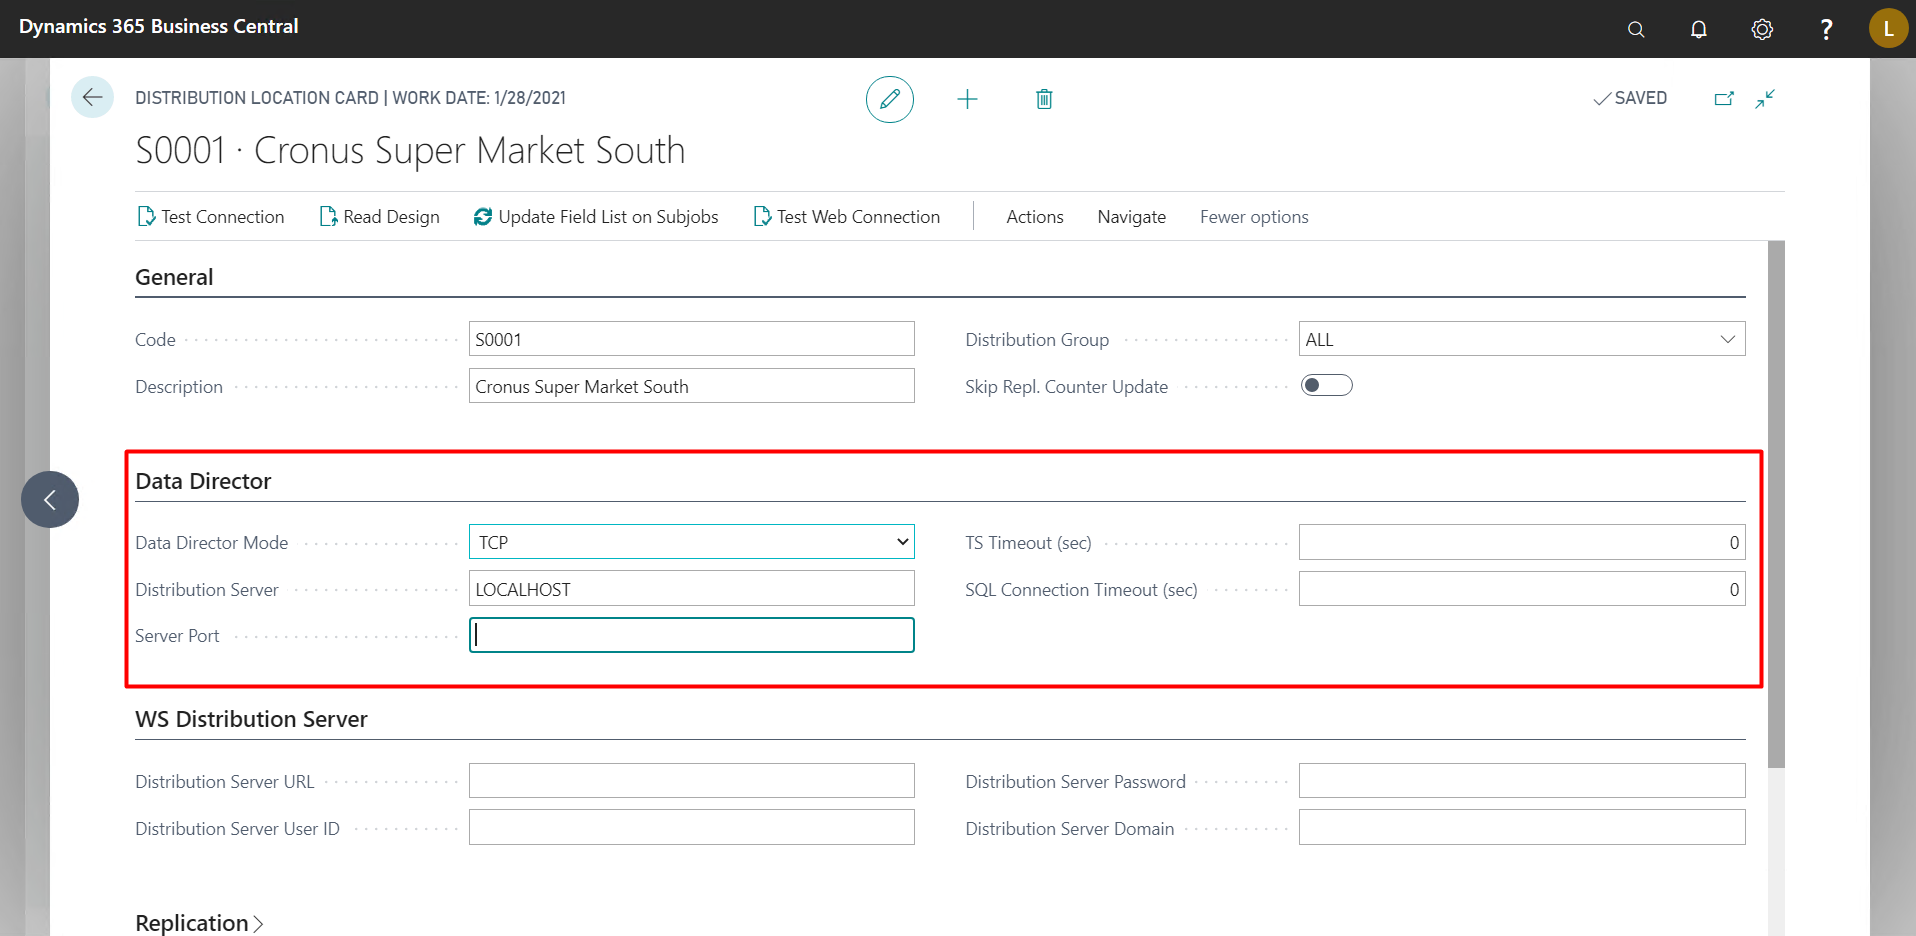 Dynamics 365 Business Central
L
DISTRIBUTION LOCATION CARD | WORK DATE: 1/28/2021
SAVED
S0001 · Cronus Super Market South
Test Connection
Read Design
Update Field List on Subjobs
Test Web Connection
Actions
Navigate
Fewer options
General
Code
S0001
Distribution Group
ALL
Description
Cronus Super Market South
Skip Repl. Counter Update
Data Director
Data Director Mode
TCP
TS Timeout (sec)
0
Distribution Server
LOCALHOST
SQL Connection Timeout (sec)
0
Server Port
WS Distribution Server
Distribution Server URL
Distribution Server Password
Distribution Server User ID
Distribution Server Domain
Replication